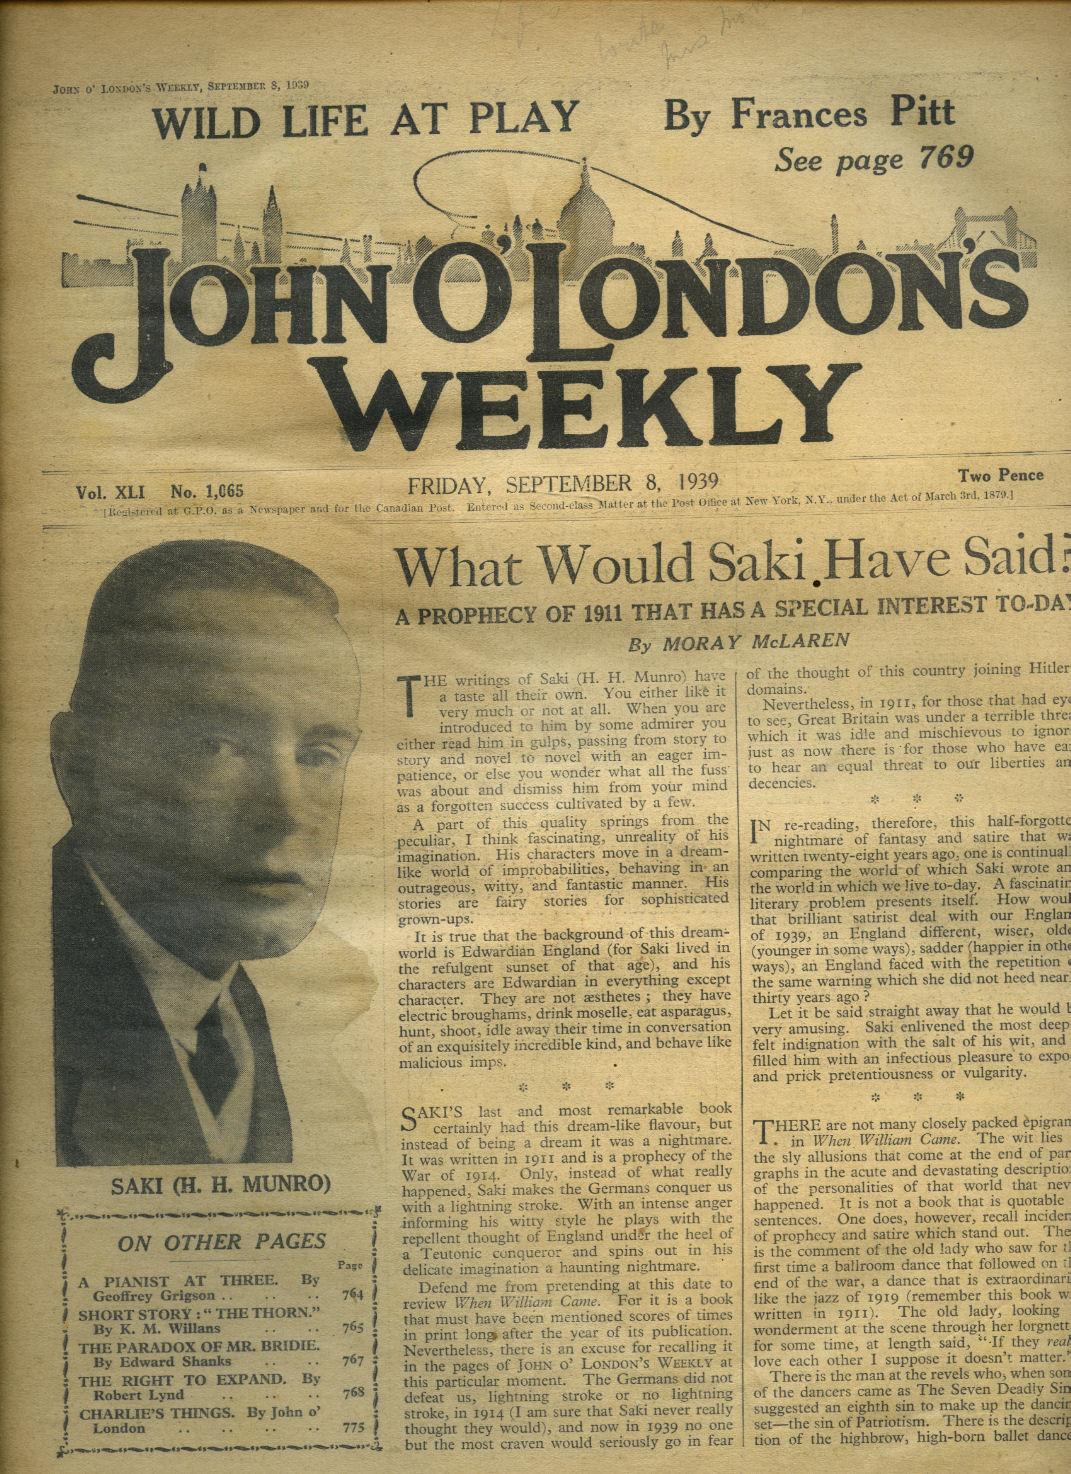 JOHN O' LONDON'S WEEKLY, SEPTEMBER 8, 1939
WILD LIFE AT PLAY By Frances Pitt
See page 769
JOHN O'LONDON'S
WEEKLY
Vol. XLI No. 1,065
FRIDAY, SEPTEMBER 8, 1939
Two Pence
[Registered at G.P.O. as a Newspaper and for the Canadian Post. Entered as Second-class Matter at the Post Office at New York, N.Y., under the Act of March 3rd, 1879.]
SAKI (H. H. MUNRO)
ON OTHER PAGES
Page
A PIANIST AT THREE. By
Geoffrey Grigson .. .. .. 764
SHORT STORY: "THE THORN."
By K. M. Willans .. .. 765
THE PARADOX OF MR. BRIDIE.
By Edward Shanks .. .. 767
THE RIGHT TO EXPAND. By
Robert Lynd .. .. .. 768
CHARLIE'S THINGS. By John o'
London .. .. .. .. 775
What Would Saki Have Said?
A PROPHECY OF 1911 THAT HAS A SPECIAL INTEREST TO-DAY
By MORAY McLAREN
THE writings of Saki (H. H. Munro) have
a taste all their own. You either like it
very much or not at all. When you are
introduced to him by some admirer you
either read him in gulps, passing from story to
story and novel to novel with an eager im-
patience, or else you wonder what all the fuss
was about and dismiss him from your mind
as a forgotten success cultivated by a few.
A part of this quality springs from the
peculiar, I think fascinating, unreality of his
imagination. His characters move in a dream-
like world of improbabilities, behaving in an
outrageous, witty, and fantastic manner. His
stories are fairy stories for sophisticated
grown-ups.
It is true that the background of this dream-
world is Edwardian England (for Saki lived in
the refulgent sunset of that age), and his
characters are Edwardian in everything except
character. They are not æsthetes; they have
electric broughams, drink moselle, eat asparagus,
hunt, shoot, idle away their time in conversation
of an exquisitely incredible kind, and behave like
malicious imps.
* * *
SAKI'S last and most remarkable book
certainly had this dream-like flavour, but
instead of being a dream it was a nightmare.
It was written in 1911 and is a prophecy of the
War of 1914. Only, instead of what really
happened, Saki makes the Germans conquer us
with a lightning stroke. With an intense anger
informing his witty style he plays with the
repellent thought of England under the heel of
a Teutonic conqueror and spins out in his
delicate imagination a haunting nightmare.
Defend me from pretending at this date to
review When William Came. For it is a book
that must have been mentioned scores of times
in print long after the year of its publication.
Nevertheless, there is an excuse for recalling it
in the pages of JOHN O' LONDON'S WEEKLY at
this particular moment. The Germans did not
defeat us, lightning stroke or no lightning
stroke, in 1914 (I am sure that Saki never really
thought they would), and now in 1939 no one
but the most craven would seriously go in fear
of the thought of this country joining Hitler
domains.
Nevertheless, in 1911, for those that had eye
to see, Great Britain was under a terrible threa
which it was idle and mischievous to ignor
just as now there is for those who have ea
to hear an equal threat to our liberties an
decencies.
* * *
IN re-reading, therefore, this half-forgotte
nightmare of fantasy and satire that wa
written twenty-eight years ago, one is continual
comparing the world of which Saki wrote an
the world in which we live to-day. A fascinatin
literary problem presents itself. How woul
that brilliant satirist deal with our Englan
of 1939, an England different, wiser, olde
(younger in some ways), sadder (happier in othe
ways), an England faced with the repetition
the same warning which she did not heed near
thirty years ago?
Let it be said straight away that he would b
very amusing. Saki enlivened the most deep
felt indignation with the salt of his wit, and
filled him with an infectious pleasure to expo
and prick pretentiousness or vulgarity.
* * *
THERE are not many closely packed epigram
in When William Came. The wit lies
the sly allusions that come at the end of par
graphs in the acute and devastating descriptio
of the personalities of that world that nev
happened. It is not a book that is quotable
sentences. One does, however, recall inciden
of prophecy and satire which stand out. The
is the comment of the old lady who saw for t
first time a ballroom dance that followed on t
end of the war, a dance that is extraordinari
like the jazz of 1919 (remember this book w
written in 1911). The old lady, looking
wonderment at the scene through her lorgnett
for some time, at length said, "If they real
love each other I suppose it doesn't matter."
There is the man at the revels who, when som
of the dancers came as The Seven Deadly Sin
suggested an eighth sin to make up the dancin
set—the sin of Patriotism. There is the descrip
tion of the highbrow, high-born ballet dance